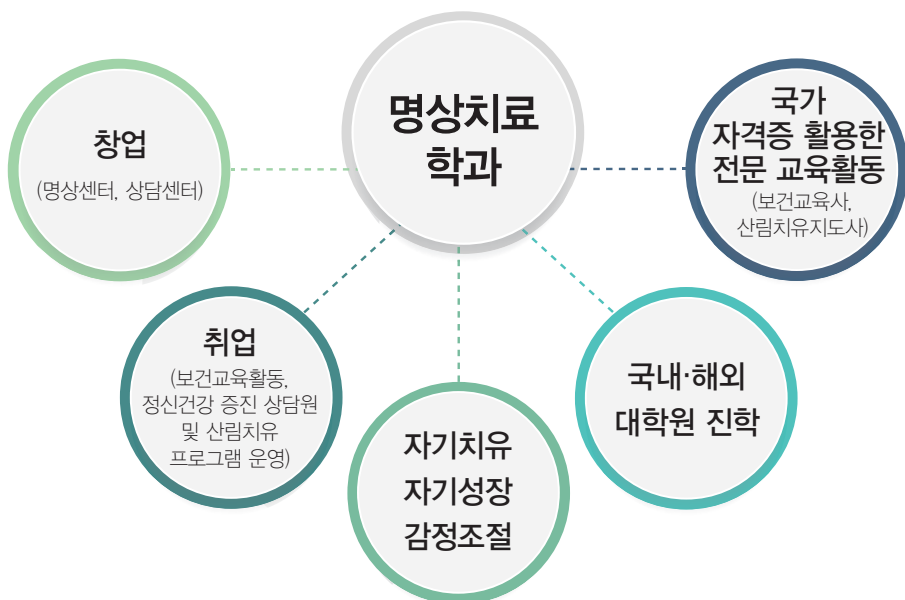 명상치료
학과
창업
(명상센터, 상담센터)
국가
자격증 활용한
전문 교육활동
(보건교육사,
산림치유지도사)
취업
(보건교육활동,
정신건강 증진 상담원
및 산림치유
프로그램 운영)
자기치유
자기성장
감정조절
국내·해외
대학원 진학